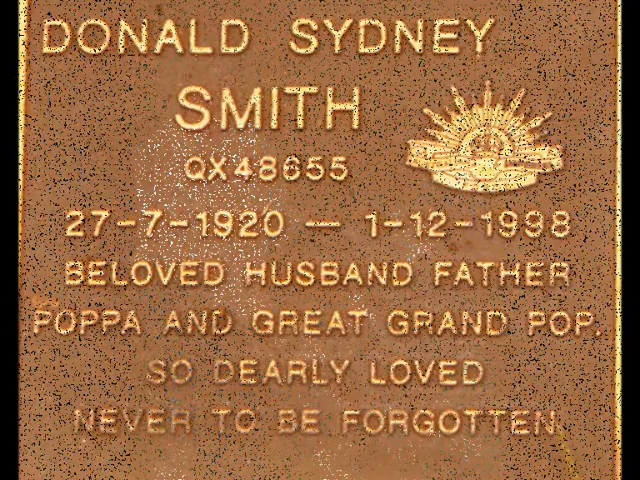 DONALD SYDNEY
SMITH
QX48655
27-7-1920 — 1-12-1998
BELOVED HUSBAND FATHER
POPPA AND GREAT GRAND POP.
SO DEARLY LOVED
NEVER TO BE FORGOTTEN.